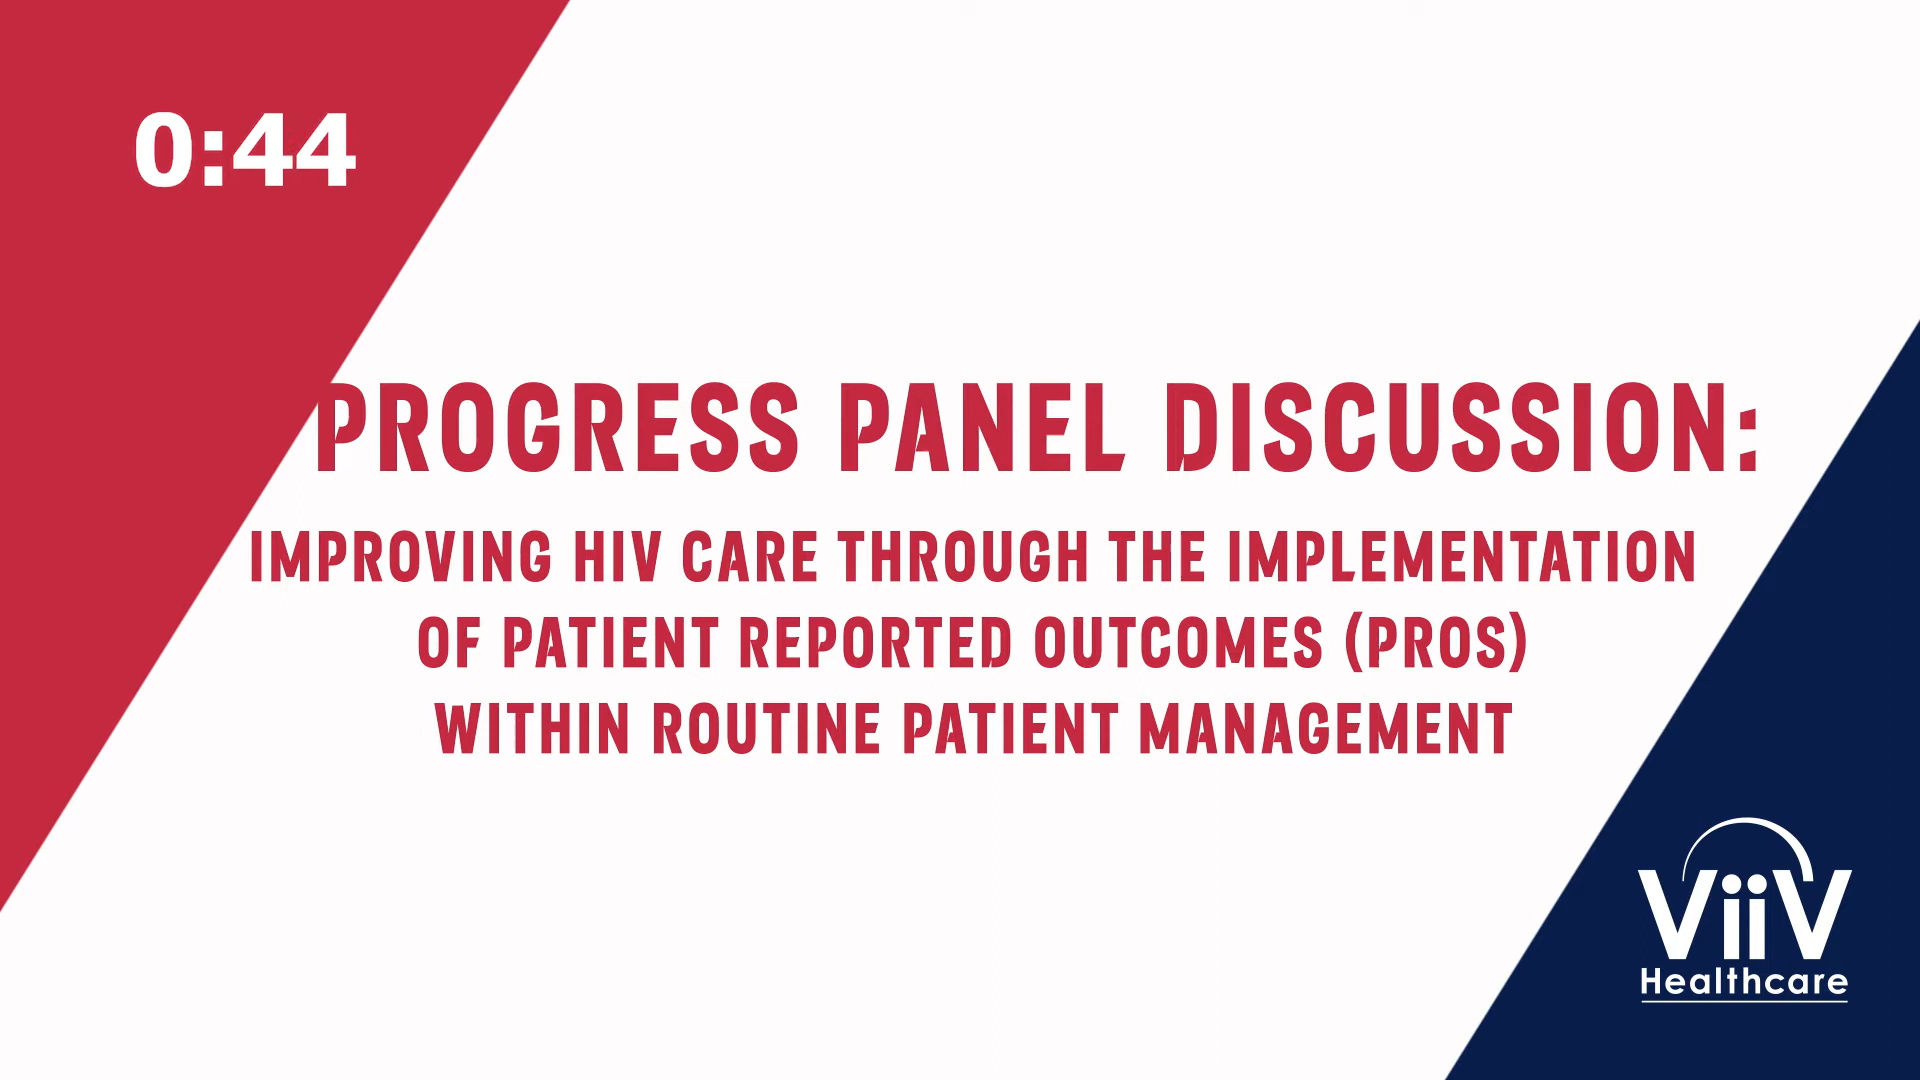 0:44
PROGRESS PANEL DISCUSSION:
IMPROVING HIV CARE THROUGH THE IMPLEMENTATION
OF PATIENT REPORTED OUTCOMES (PROS)
WITHIN ROUTINE PATIENT MANAGEMENT
ViiV
Healthcare